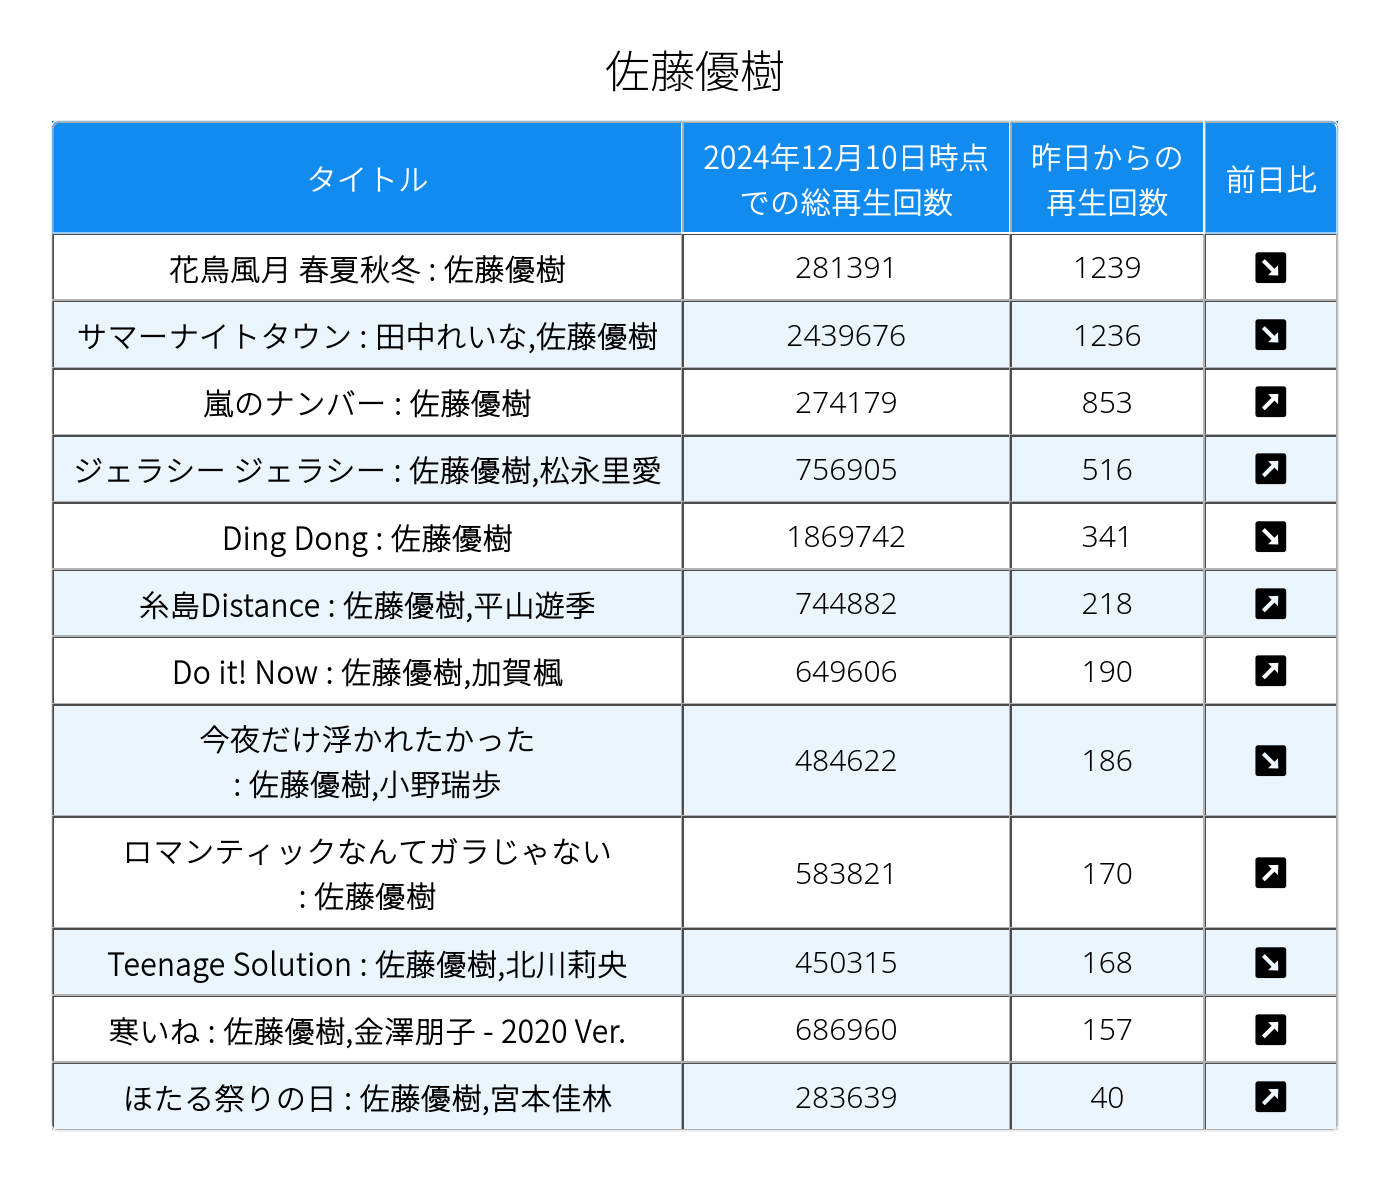 佐藤優樹
タイトル
2024年12月10日時点
での総再生回数
昨日からの
再生回数
前日比
花鳥風月 春夏秋冬 : 佐藤優樹 281391 1239 ↘
サマーナイトタウン : 田中れいな,佐藤優樹 2439676 1236 ↘
嵐のナンバー : 佐藤優樹 274179 853 ↗
ジェラシー ジェラシー : 佐藤優樹,松永里愛 756905 516 ↗
Ding Dong : 佐藤優樹 1869742 341 ↘
糸島Distance : 佐藤優樹,平山遊季 744882 218 ↗
Do it! Now : 佐藤優樹,加賀楓 649606 190 ↗
今夜だけ浮かれたかった
: 佐藤優樹,小野瑞歩 484622 186 ↘
ロマンティックなんてガラじゃない
: 佐藤優樹 583821 170 ↗
Teenage Solution : 佐藤優樹,北川莉央 450315 168 ↘
寒いね : 佐藤優樹,金澤朋子 - 2020 Ver. 686960 157 ↗
ほたる祭りの日 : 佐藤優樹,宮本佳林 283639 40 ↗